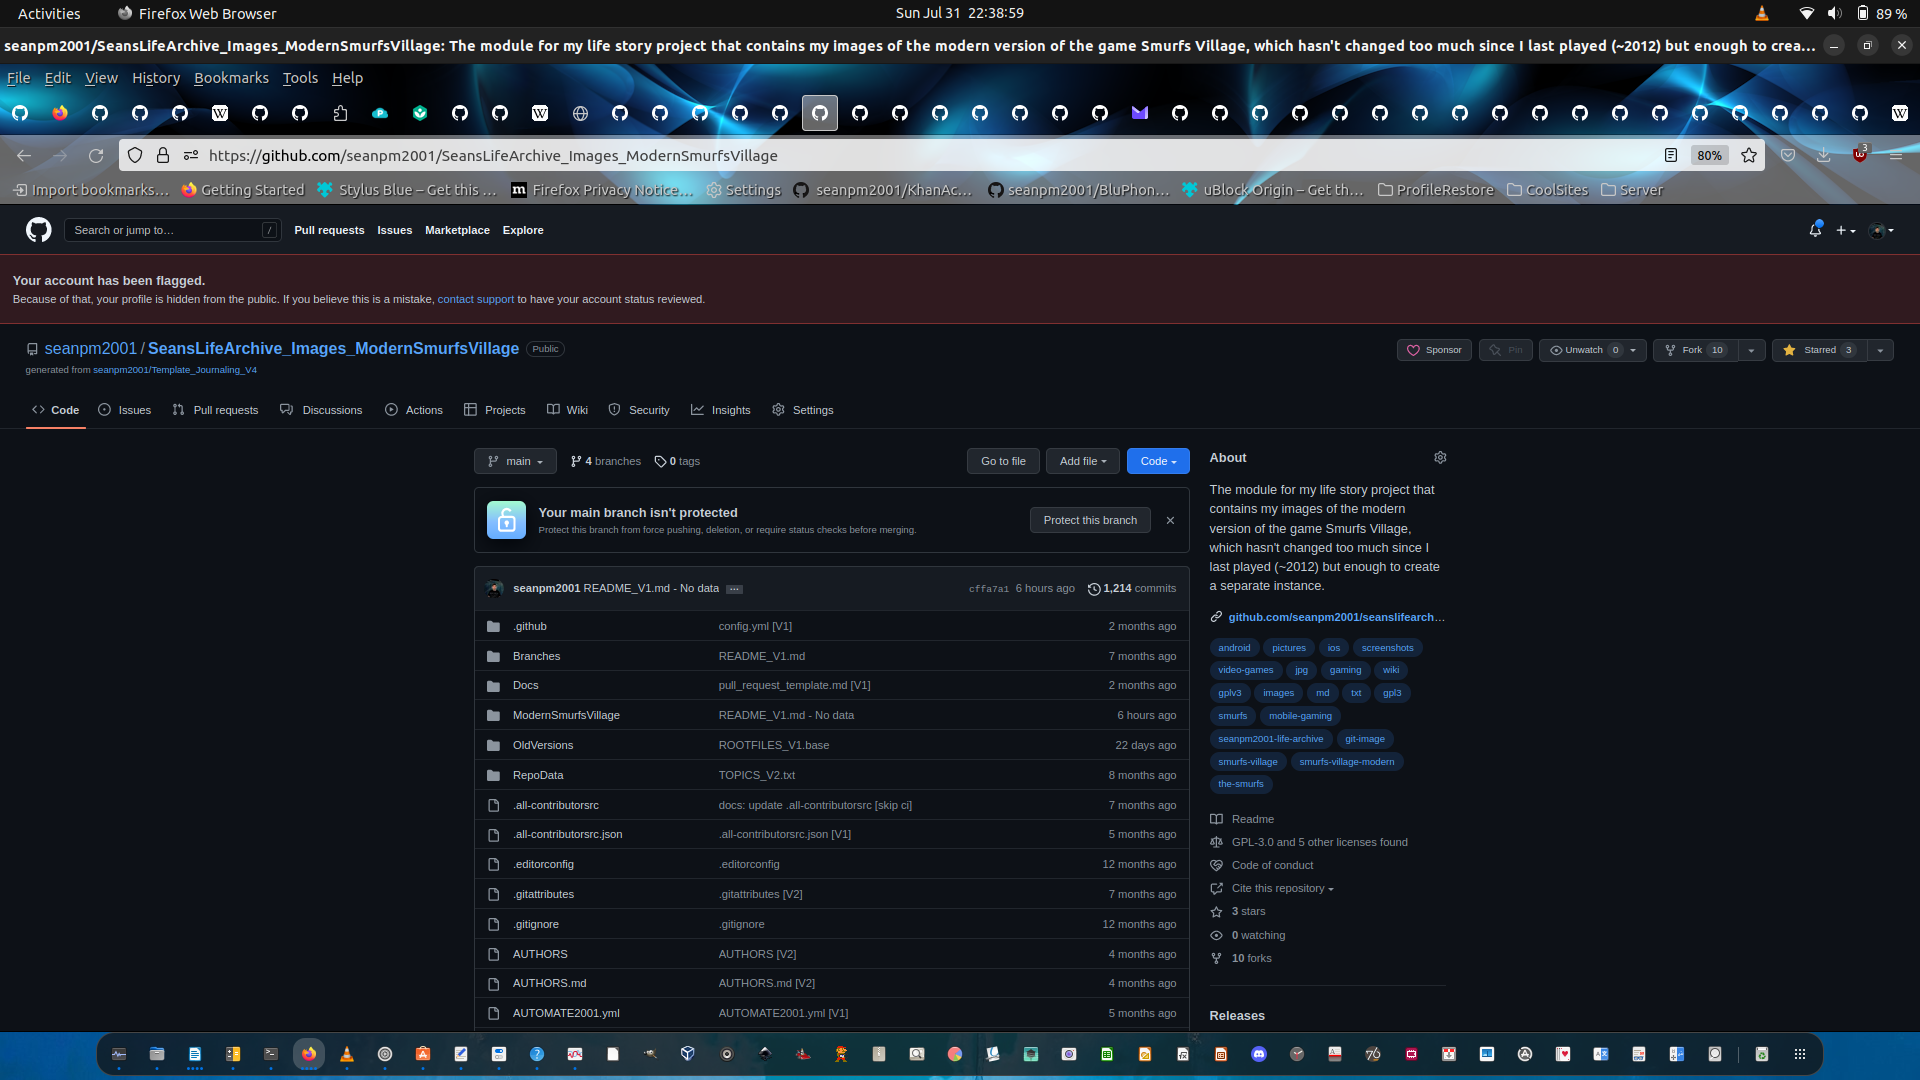 Activities Firefox Web Browser Sun Jul 31 22:38:59 89 %
seanpm2001/SeansLifeArchive_Images_ModernSmurfsVillage: The module for my life story project that contains my images of the modern version of the game Smurfs Village, which hasn't changed too much since I last played (~2012) but enough to crea...
File Edit View History Bookmarks Tools Help
https://github.com/seanpm2001/SeansLifeArchive_Images_ModernSmurfsVillage 80% 3
Import bookmarks... Getting Started Stylus Blue – Get this ... Firefox Privacy Notice... Settings seanpm2001/KhanAc... seanpm2001/BluPhon... uBlock Origin – Get th... ProfileRestore CoolSites Server
Search or jump to... / Pull requests Issues Marketplace Explore
Your account has been flagged.
Because of that, your profile is hidden from the public. If you believe this is a mistake, contact support to have your account status reviewed.
seanpm2001 / SeansLifeArchive_Images_ModernSmurfsVillage Public Sponsor Pin Unwatch 0 Fork 10 Starred 3
generated from seanpm2001/Template_Journaling_V4
Code Issues Pull requests Discussions Actions Projects Wiki Security Insights Settings
main 4 branches 0 tags Go to file Add file Code
Your main branch isn't protected
Protect this branch from force pushing, deletion, or require status checks before merging.
Protect this branch
seanpm2001 README_V1.md - No data ... cffa7a1 6 hours ago 1,214 commits
.github config.yml [V1] 2 months ago
Branches README_V1.md 7 months ago
Docs pull_request_template.md [V1] 2 months ago
ModernSmurfsVillage README_V1.md - No data 6 hours ago
OldVersions ROOTFILES_V1.base 22 days ago
RepoData TOPICS_V2.txt 8 months ago
.all-contributorsrc docs: update .all-contributorsrc [skip ci] 7 months ago
.all-contributorsrc.json .all-contributorsrc.json [V1] 5 months ago
.editorconfig .editorconfig 12 months ago
.gitattributes .gitattributes [V2] 7 months ago
.gitignore .gitignore 12 months ago
AUTHORS AUTHORS [V2] 4 months ago
AUTHORS.md AUTHORS.md [V2] 4 months ago
AUTOMATE2001.yml AUTOMATE2001.yml [V1] 5 months ago
About
The module for my life story project that
contains my images of the modern
version of the game Smurfs Village,
which hasn't changed too much since I
last played (~2012) but enough to create
a separate instance.
github.com/seanpm2001/seanslifearch...
android pictures ios screenshots
video-games jpg gaming wiki
gplv3 images md txt gpl3
smurfs mobile-gaming
seanpm2001-life-archive git-image
smurfs-village smurfs-village-modern
the-smurfs
Readme
GPL-3.0 and 5 other licenses found
Code of conduct
Cite this repository
3 stars
0 watching
10 forks
Releases